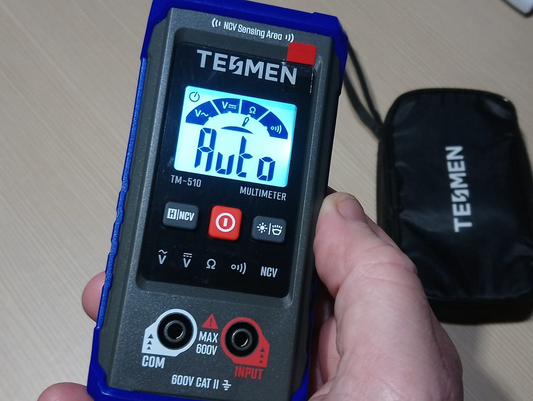 NCV Sensing Area
TESMEN
V~ V⎓ Ω
Auto
TM-510
MULTIMETER
H|NCV
Ṽ V̿ Ω NCV
MAX
600V
COM
INPUT
600V CAT II
TESMEN